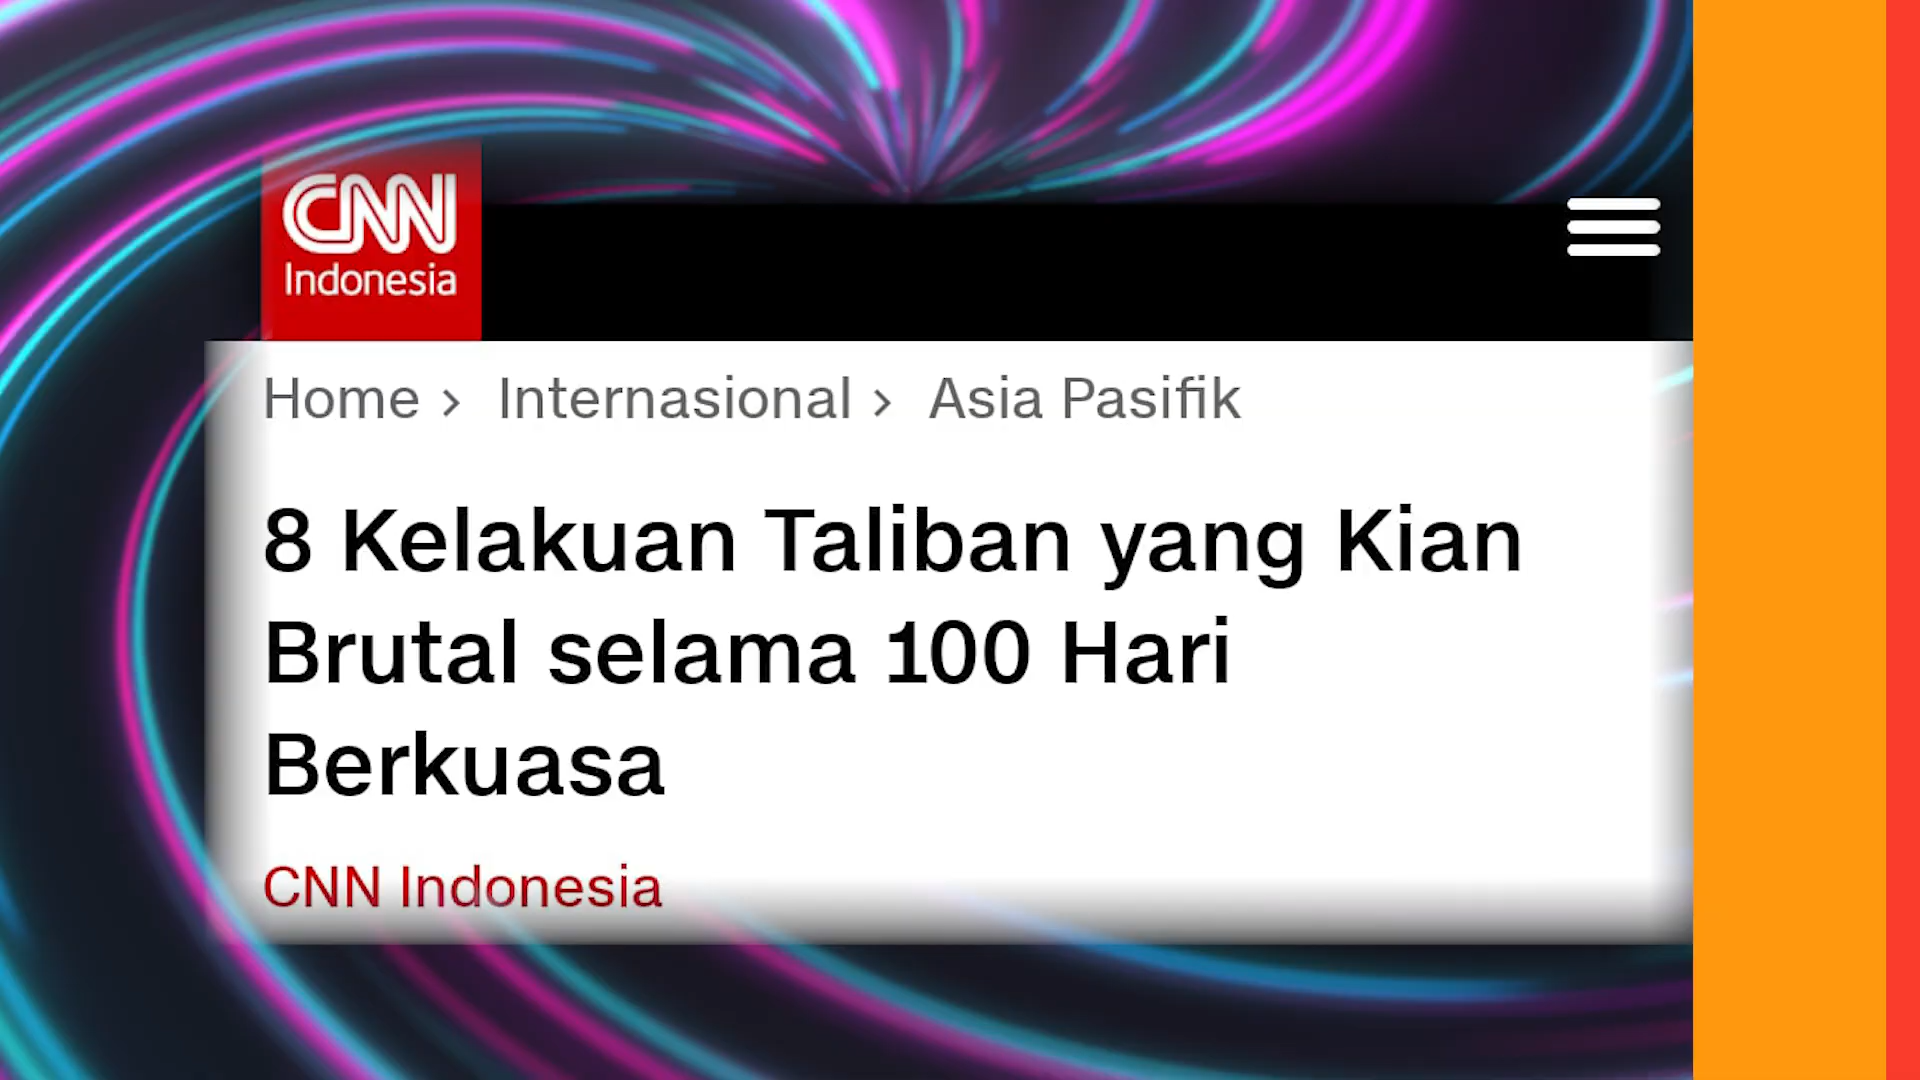 CNN
Indonesia
Home › Internasional › Asia Pasifik
8 Kelakuan Taliban yang Kian
Brutal selama 100 Hari
Berkuasa
CNN Indonesia